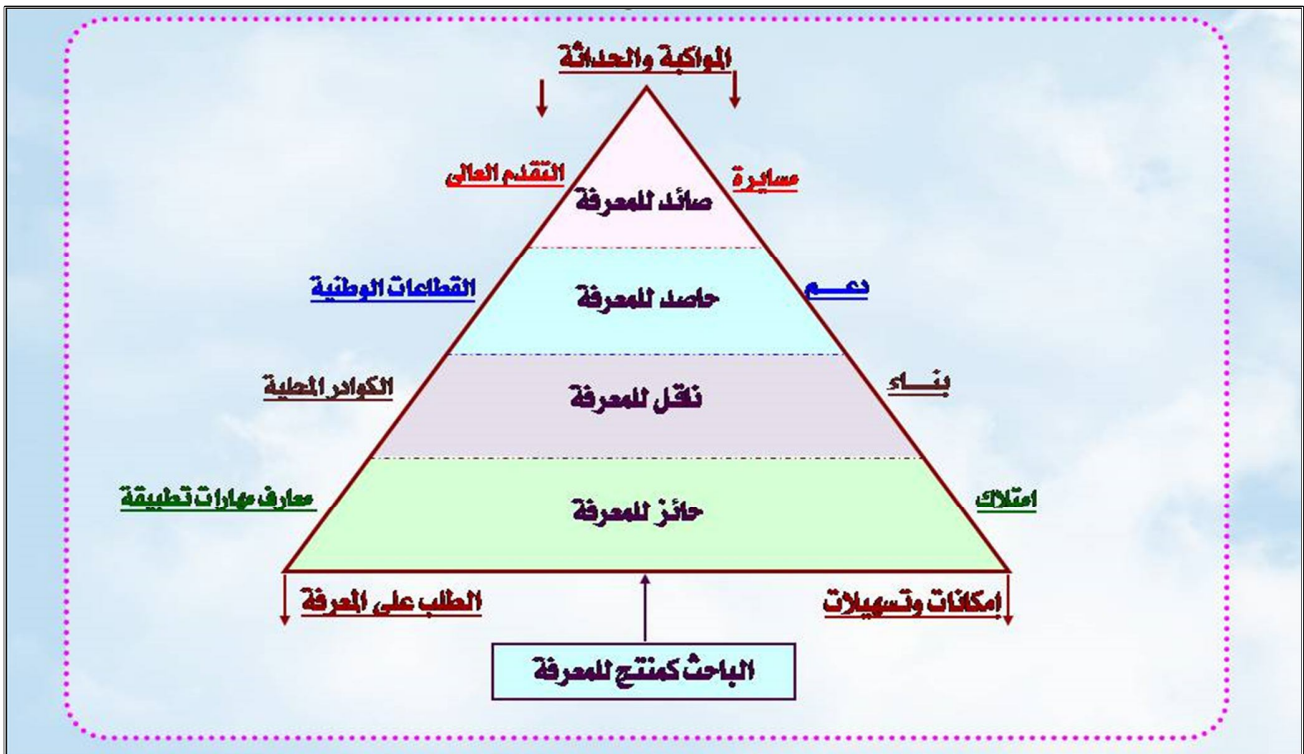 المواكبة والحداثة
مسايرة
صائد للمعرفة
التقدم العالمى
دعـــم
حاصد للمعرفة
القطاعات الوطنية
بنـــاء
ناقل للمعرفة
الكوادر المحلية
امتلاك
حائز للمعرفة
معارف مهارات تطبيقة
إمكانات وتسهيلات
الطلب على المعرفة
الباحث كمنتج للمعرفة